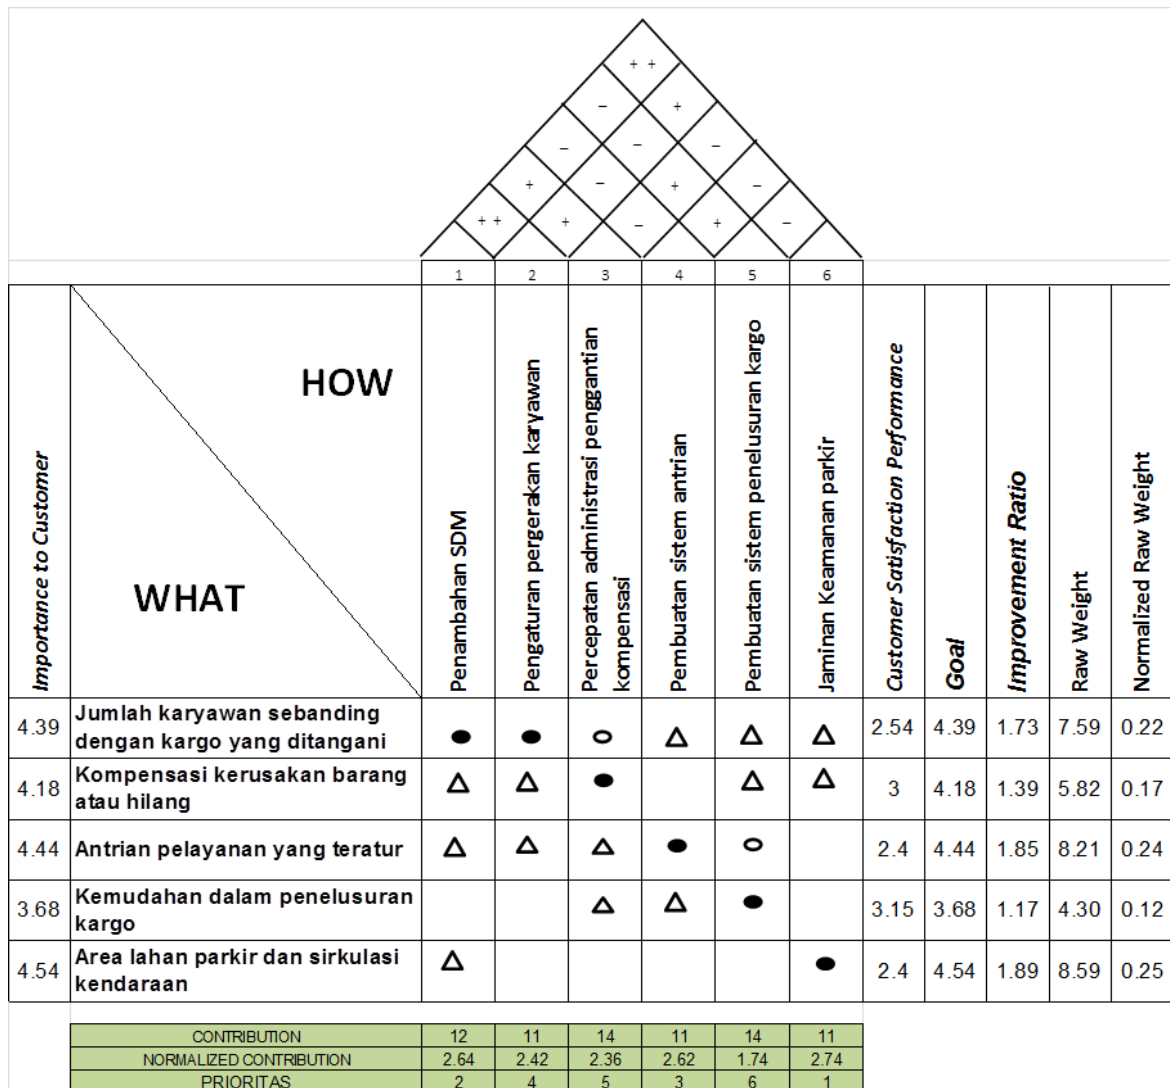 + +
− +
− − −
+ − + −
+ + + − + −
1 2 3 4 5 6
HOW
WHAT
Importance to Customer
Penambahan SDM
Pengaturan pergerakan karyawan
Percepatan administrasi penggantian
kompensasi
Pembuatan sistem antrian
Pembuatan sistem penelusuran kargo
Jaminan Keamanan parkir
Customer Satisfaction Performance
Goal
Improvement Ratio
Raw Weight
Normalized Raw Weight
4.39 Jumlah karyawan sebanding
dengan kargo yang ditangani
2.54 4.39 1.73 7.59 0.22
4.18 Kompensasi kerusakan barang
atau hilang
3 4.18 1.39 5.82 0.17
4.44 Antrian pelayanan yang teratur 2.4 4.44 1.85 8.21 0.24
3.68 Kemudahan dalam penelusuran
kargo
3.15 3.68 1.17 4.30 0.12
4.54 Area lahan parkir dan sirkulasi
kendaraan
2.4 4.54 1.89 8.59 0.25
CONTRIBUTION 12 11 14 11 14 11
NORMALIZED CONTRIBUTION 2.64 2.42 2.36 2.62 1.74 2.74
PRIORITAS 2 4 5 3 6 1